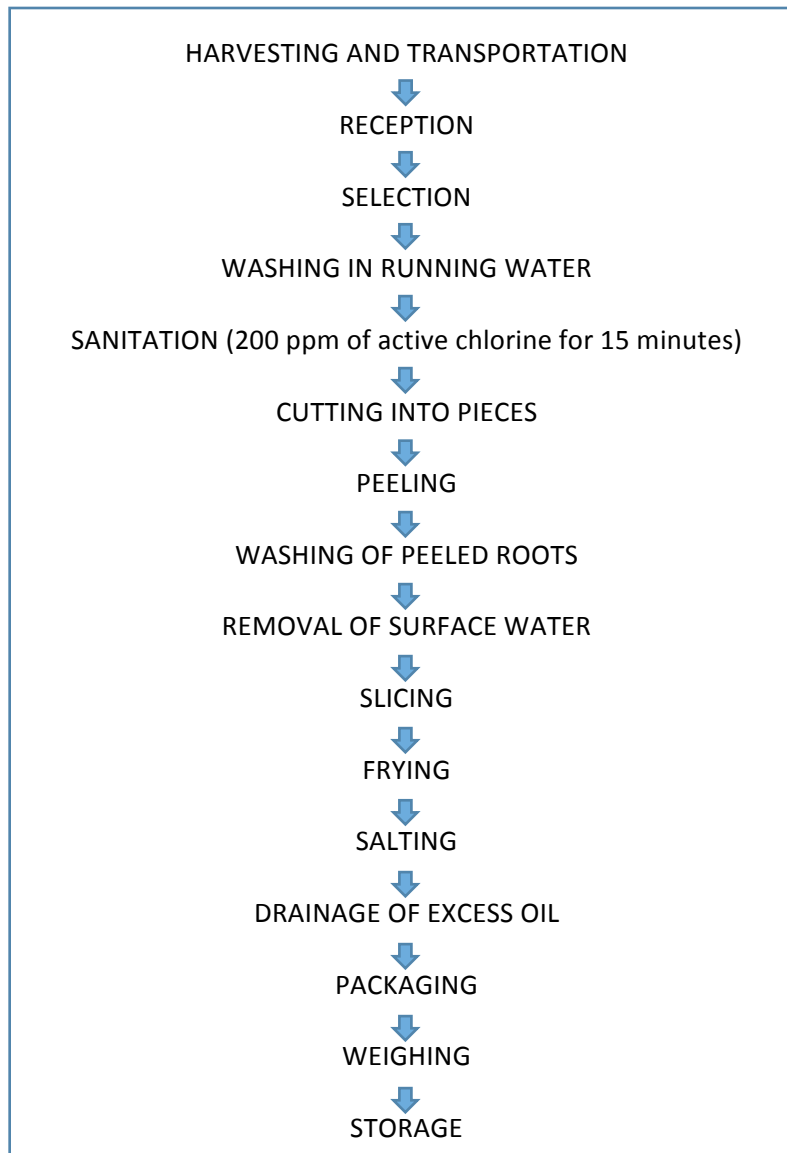 HARVESTING AND TRANSPORTATION
RECEPTION
SELECTION
WASHING IN RUNNING WATER
SANITATION (200 ppm of active chlorine for 15 minutes)
CUTTING INTO PIECES
PEELING
WASHING OF PEELED ROOTS
REMOVAL OF SURFACE WATER
SLICING
FRYING
SALTING
DRAINAGE OF EXCESS OIL
PACKAGING
WEIGHING
STORAGE